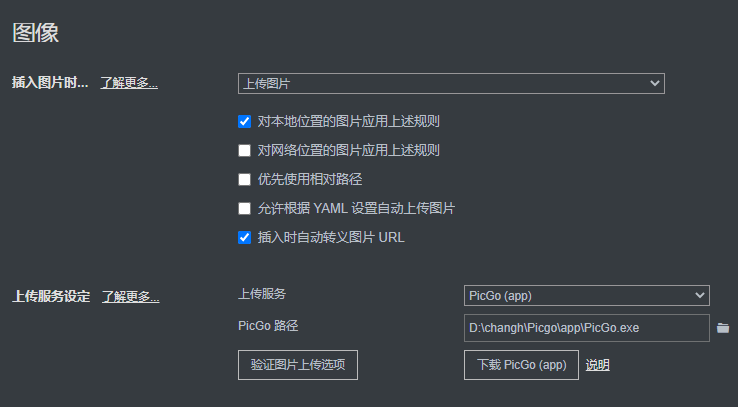 图像
插入图片时... 了解更多... 上传图片
对本地位置的图片应用上述规则
对网络位置的图片应用上述规则
优先使用相对路径
允许根据 YAML 设置自动上传图片
插入时自动转义图片 URL
上传服务设定 了解更多... 上传服务 PicGo (app)
PicGo 路径 D:\changh\Picgo\app\PicGo.exe
验证图片上传选项 下载 PicGo (app) 说明